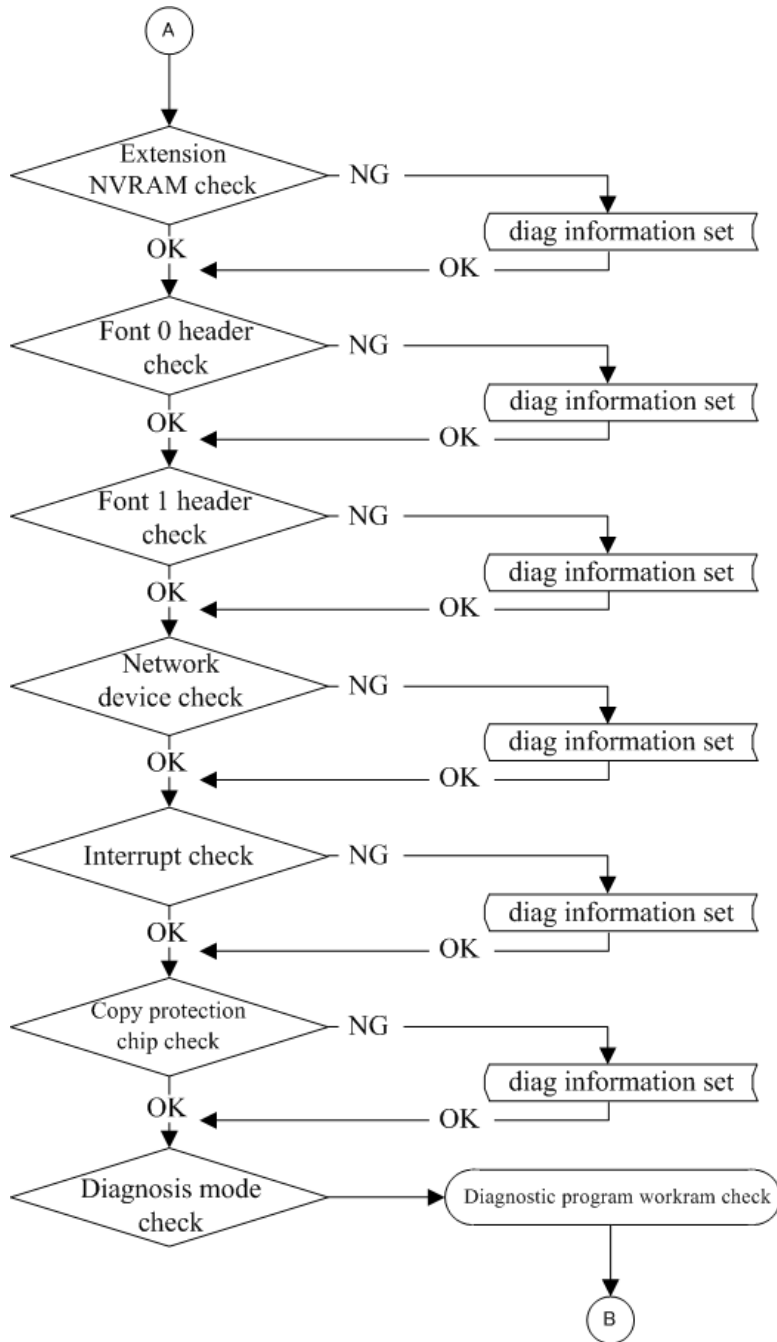 A
Extension
NVRAM check
NG
diag information set
OK
OK
Font 0 header
check
NG
diag information set
OK
OK
Font 1 header
check
NG
diag information set
OK
OK
Network
device check
NG
diag information set
OK
OK
Interrupt check
NG
diag information set
OK
OK
Copy protection
chip check
NG
diag information set
OK
OK
Diagnosis mode
check
Diagnostic program workram check
B